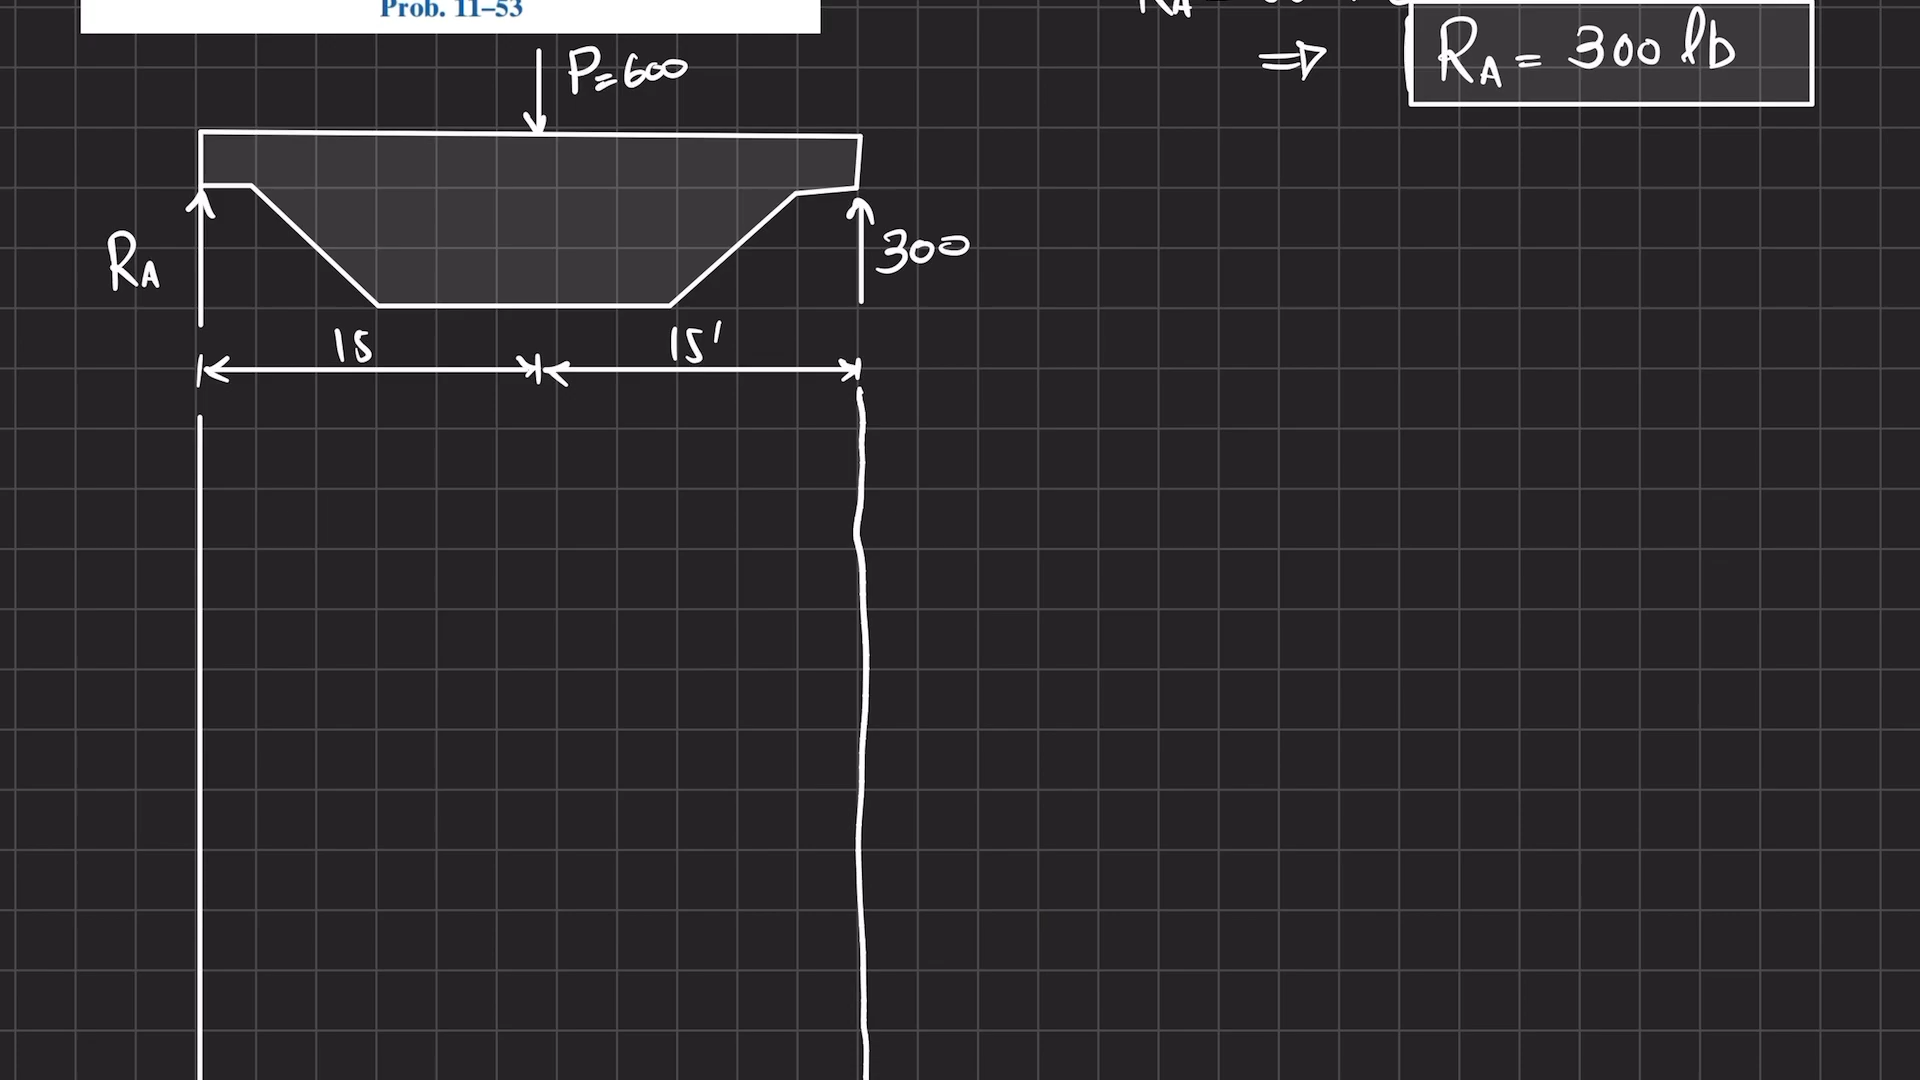 Prob. 11–53
⇒ R_A = 300 lb
P=600
R_A
300
15
15'